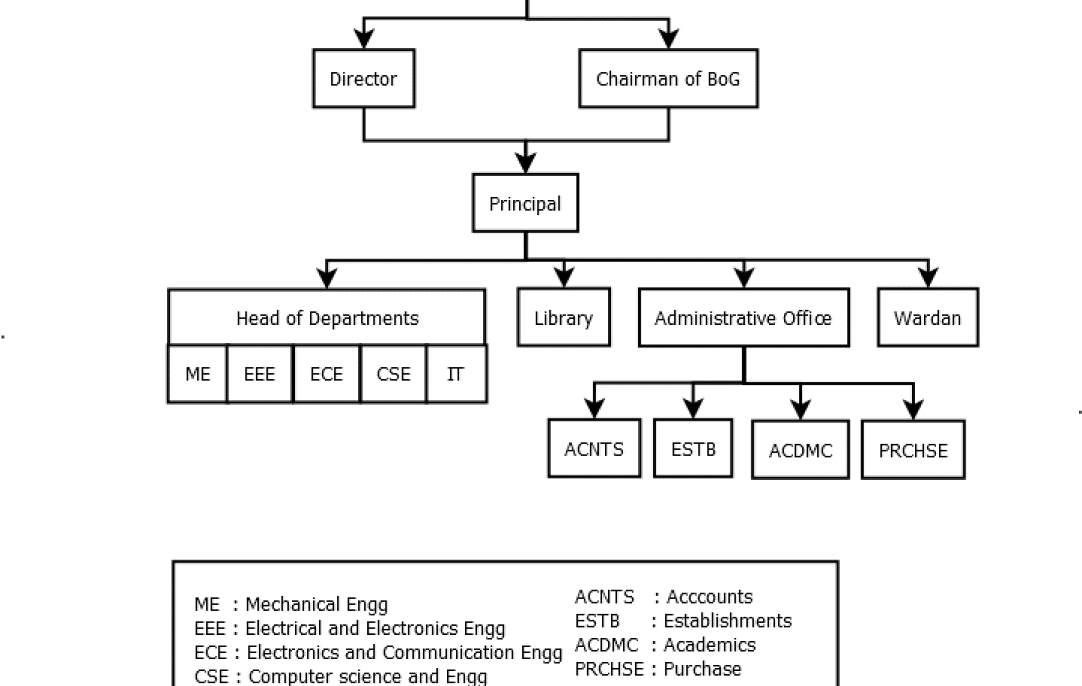 Director
Chairman of BoG
Principal
Head of Departments
Library
Administrative Office
Wardan
ME
EEE
ECE
CSE
IT
ACNTS
ESTB
ACDMC
PRCHSE
ME : Mechanical Engg
EEE : Electrical and Electronics Engg
ECE : Electronics and Communication Engg
CSE : Computer science and Engg
ACNTS : Acccounts
ESTB : Establishments
ACDMC : Academics
PRCHSE : Purchase